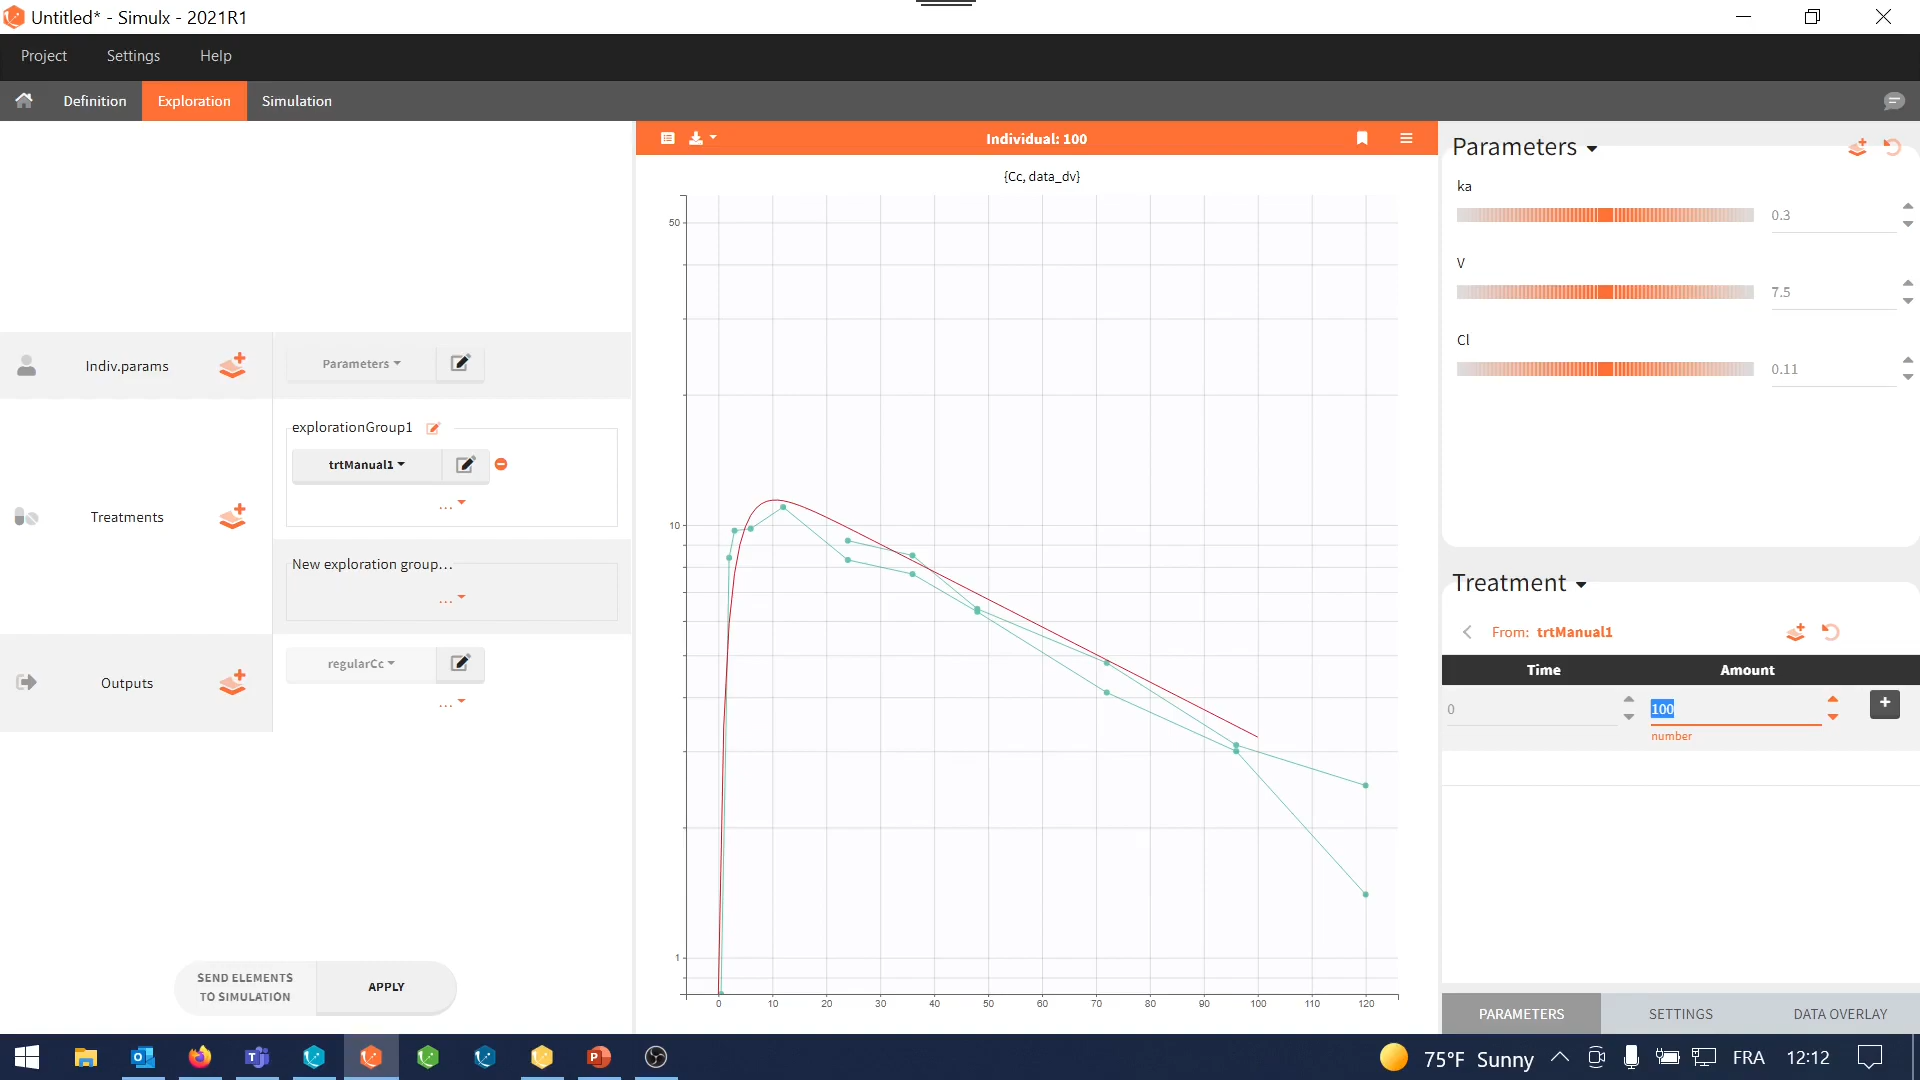 Untitled* - Simulx - 2021R1
Project Settings Help
Definition Exploration Simulation
Indiv.params
Parameters
explorationGroup1
trtManual1
...
Treatments
New exploration group...
...
Outputs
regularCc
...
SEND ELEMENTS
TO SIMULATION
APPLY
Individual: 100
{Cc, data_dv}
50
10
1
0 10 20 30 40 50 60 70 80 90 100 110 120
Parameters
ka
0.3
V
7.5
Cl
0.11
Treatment
From: trtManual1
Time Amount
0 100
number
PARAMETERS SETTINGS DATA OVERLAY
75°F Sunny FRA 12:12